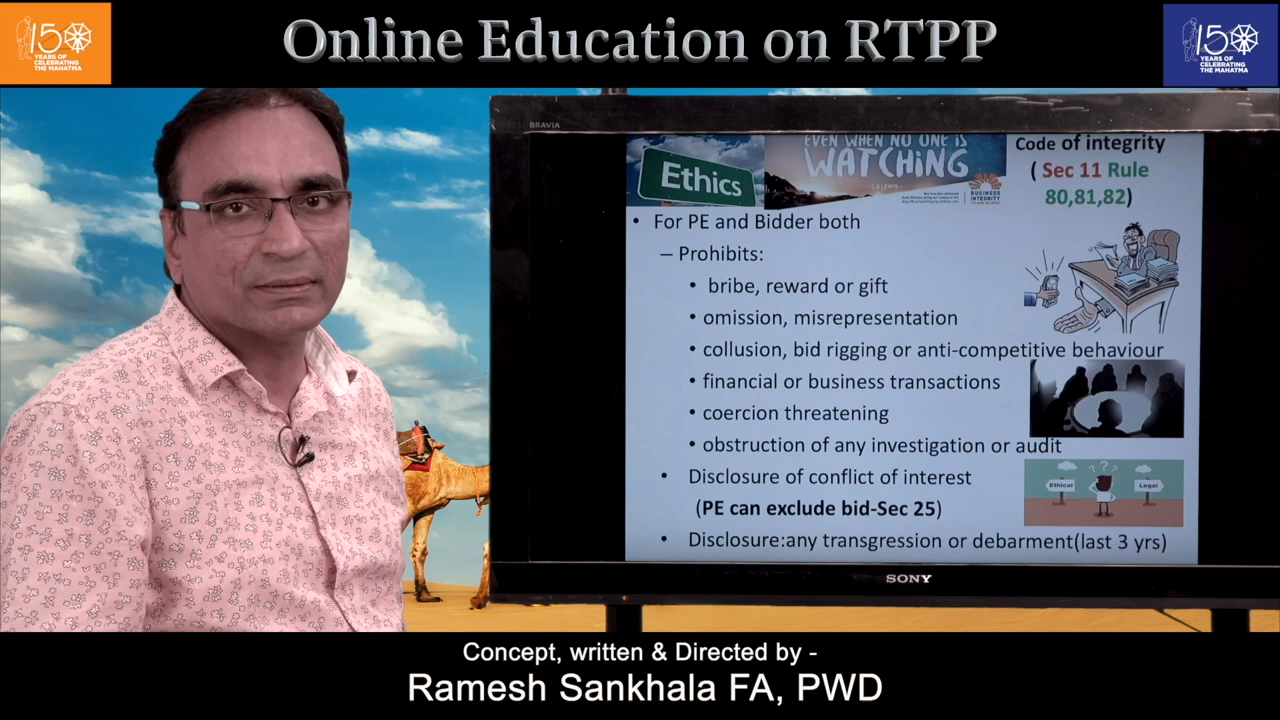 Online Education on RTPP
150
YEARS OF
CELEBRATING
THE MAHATMA
150
YEARS OF
CELEBRATING
THE MAHATMA
BRAVIA
Ethics
EVEN WHEN NO ONE IS
WATCHING
BUSINESS
INTEGRITY
Code of integrity
( Sec 11 Rule
80,81,82)
• For PE and Bidder both
– Prohibits:
• bribe, reward or gift
• omission, misrepresentation
• collusion, bid rigging or anti-competitive behaviour
• financial or business transactions
• coercion threatening
• obstruction of any investigation or audit
• Disclosure of conflict of interest
(PE can exclude bid-Sec 25)
• Disclosure:any transgression or debarment(last 3 yrs)
? ? ?
Ethical
Legal
SONY
Concept, written & Directed by -
Ramesh Sankhala FA, PWD